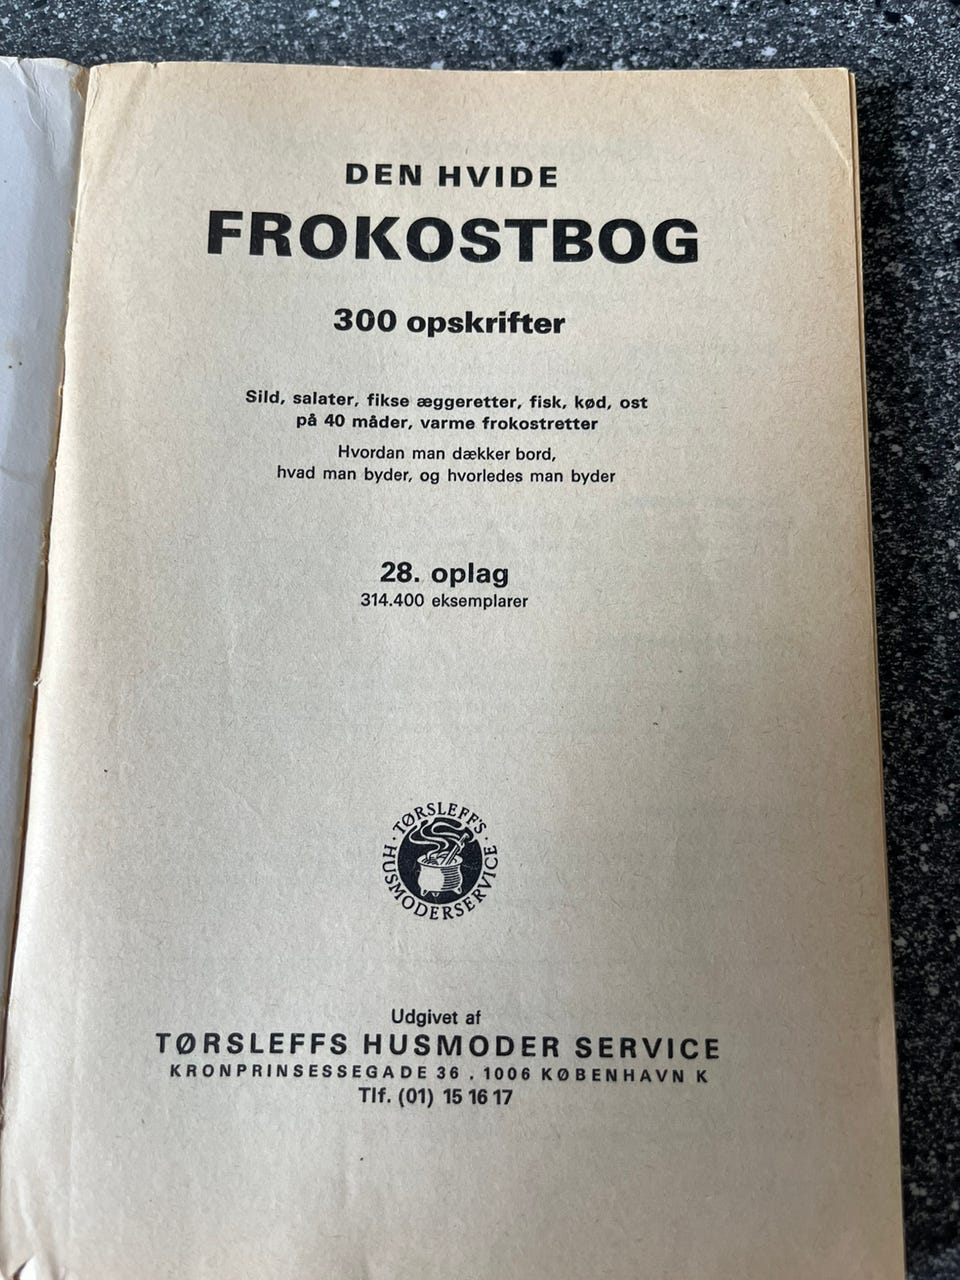 DEN HVIDE
FROKOSTBOG
300 opskrifter
Sild, salater, fikse æggeretter, fisk, kød, ost
på 40 måder, varme frokostretter
Hvordan man dækker bord,
hvad man byder, og hvorledes man byder
28. oplag
314.400 eksemplarer
· TØRSLEFF'S ·
HUSMODERSERVICE
Udgivet af
TØRSLEFFS HUSMODER SERVICE
KRONPRINSESSEGADE 36 . 1006 KØBENHAVN K
Tlf. (01) 15 16 17